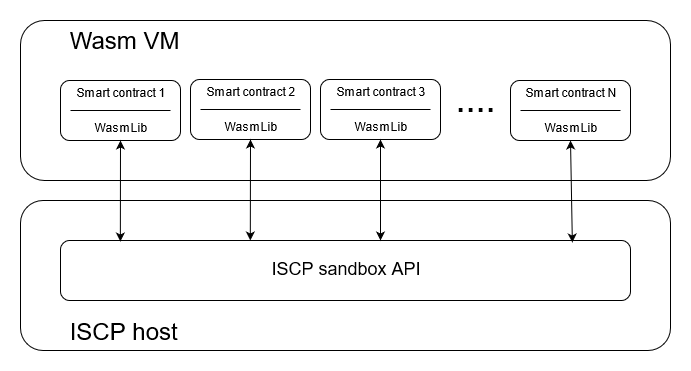 Wasm VM
Smart contract 1
WasmLib
Smart contract 2
WasmLib
Smart contract 3
WasmLib
....
Smart contract N
WasmLib
ISCP sandbox API
ISCP host